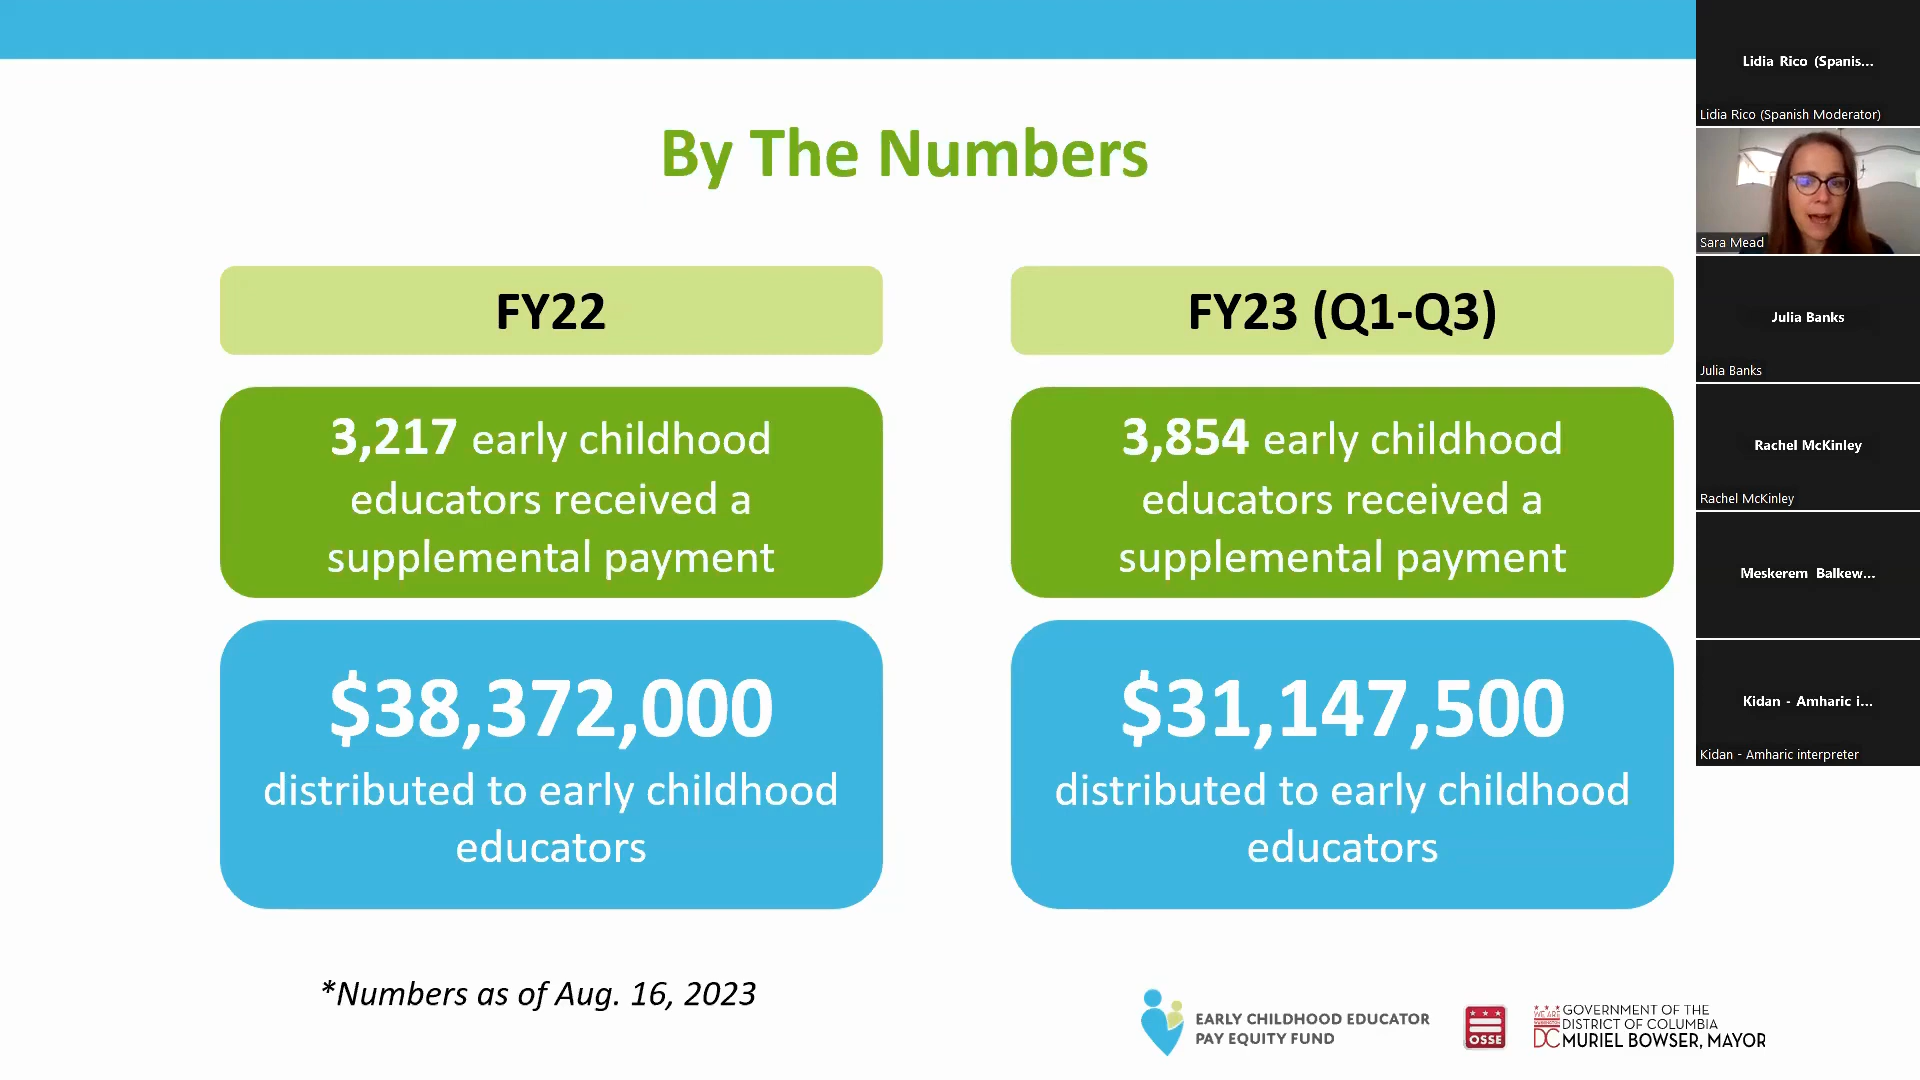 By The Numbers
FY22
3,217 early childhood
educators received a
supplemental payment
$38,372,000
distributed to early childhood
educators
FY23 (Q1-Q3)
3,854 early childhood
educators received a
supplemental payment
$31,147,500
distributed to early childhood
educators
*Numbers as of Aug. 16, 2023
EARLY CHILDHOOD EDUCATOR
PAY EQUITY FUND
OSSE
WE ARE
WASHINGTON
DC
GOVERNMENT OF THE
DISTRICT OF COLUMBIA
MURIEL BOWSER, MAYOR
Lidia Rico (Spanis...
Lidia Rico (Spanish Moderator)
Sara Mead
Julia Banks
Julia Banks
Rachel McKinley
Rachel McKinley
Meskerem Balkew...
Kidan - Amharic i...
Kidan - Amharic interpreter